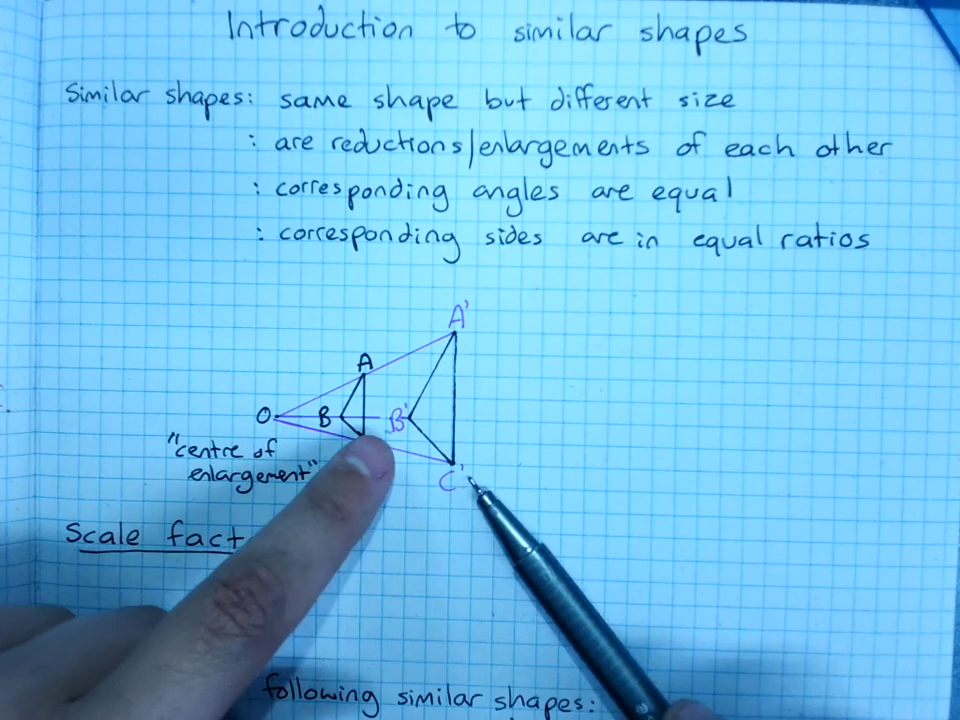 Introduction to similar shapes
Similar shapes: same shape but different size
: are reductions/enlargements of each other
: corresponding angles are equal
: corresponding sides are in equal ratios
A'
A
O B B'
"centre of
enlargement"
C'
Scale fact
following similar shapes: